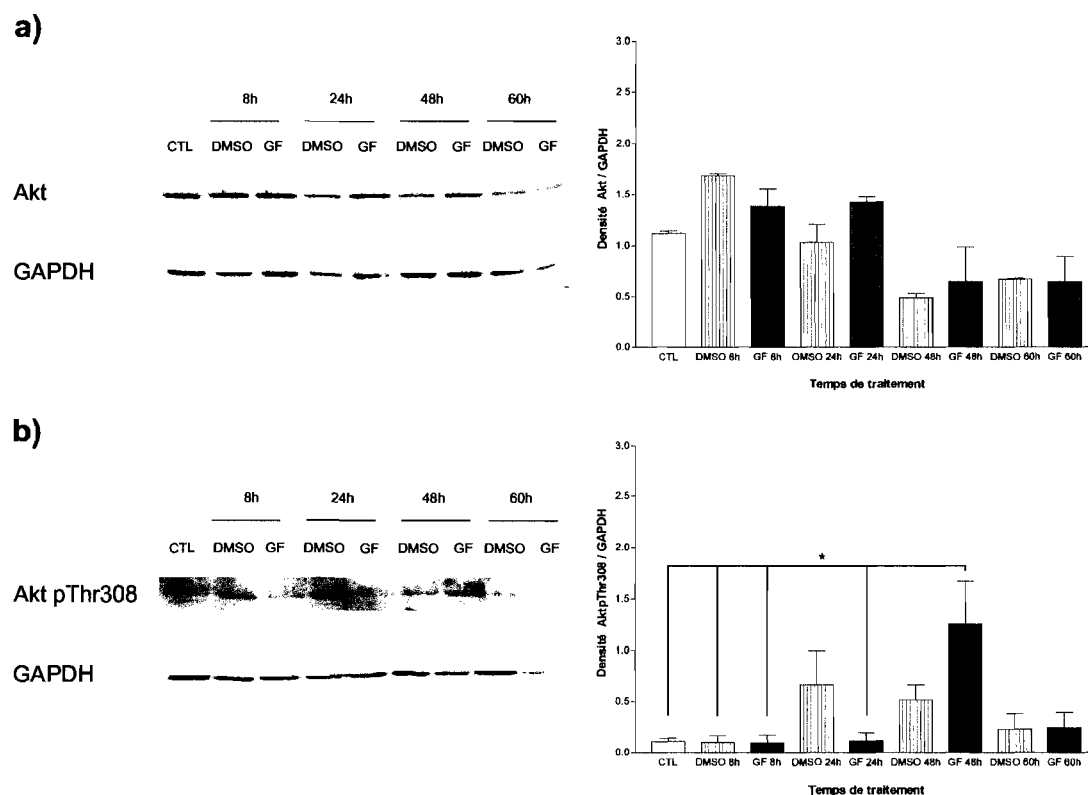 a)
8h 24h 48h 60h
CTL DMSO GF DMSO GF DMSO GF DMSO GF
Akt
GAPDH
3.0
2.5
2.0
1.5
1.0
0.5
0.0
Densité Akt / GAPDH
CTL DMSO 8h GF 8h DMSO 24h GF 24h DMSO 48h GF 48h DMSO 60h GF 60h
Temps de traitement
b)
8h 24h 48h 60h
CTL DMSO GF DMSO GF DMSO GF DMSO GF
Akt pThr308
GAPDH
3.0
2.5
2.0
1.5
1.0
0.5
0.0
Densité AktpThr308 / GAPDH
*
CTL DMSO 8h GF 8h DMSO 24h GF 24h DMSO 48h GF 48h DMSO 60h GF 60h
Temps de traitement